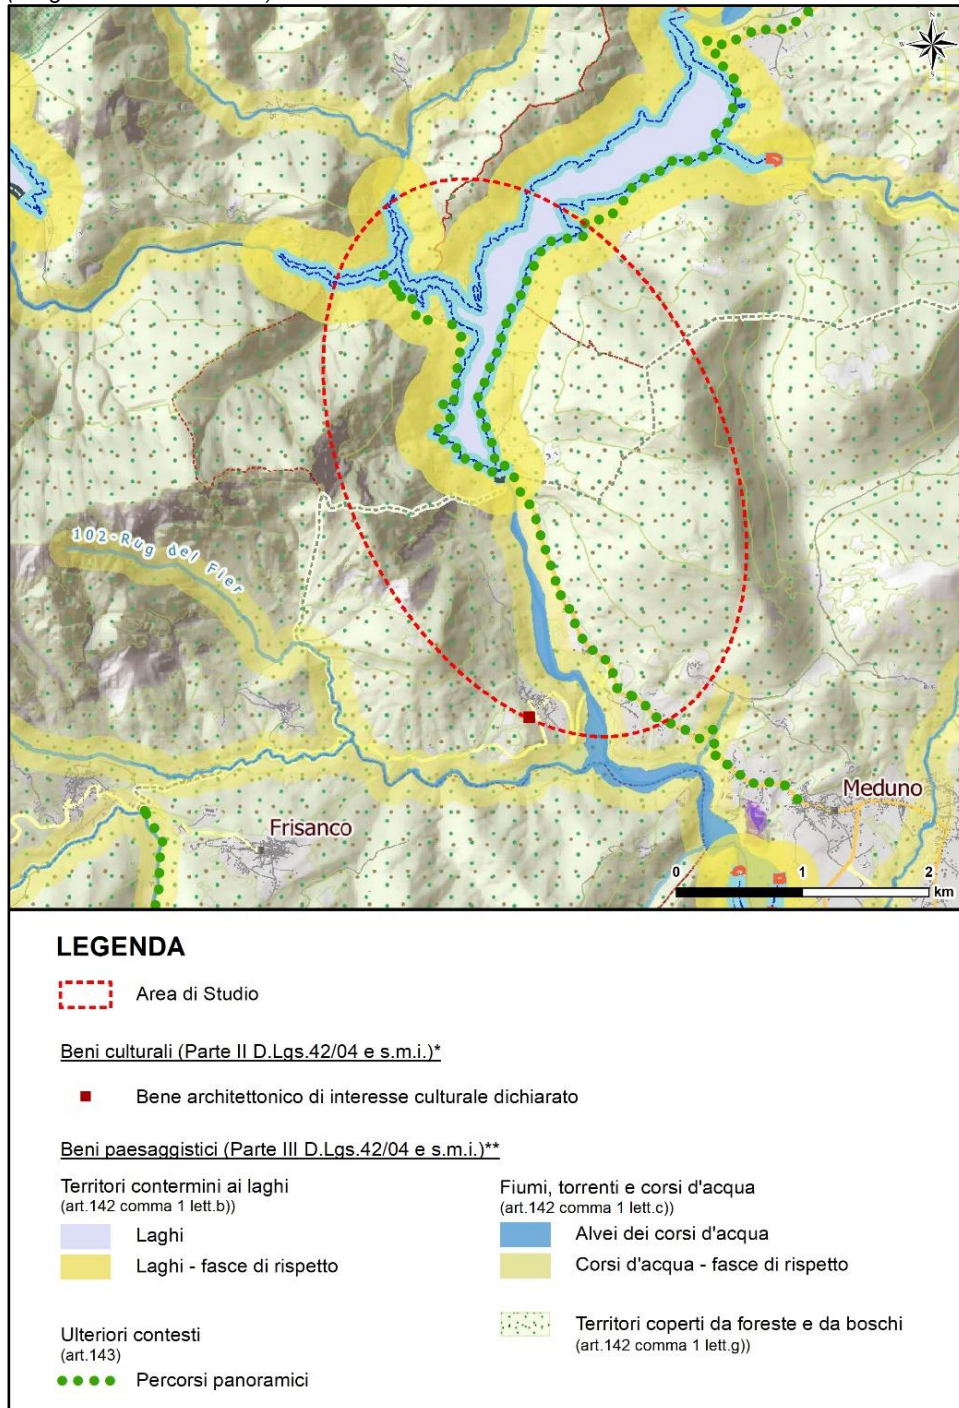 N
W
S
102-Rug del Fier
Frisanco
Meduno
0 1 2
km
LEGENDA
Area di Studio
Beni culturali (Parte II D.Lgs.42/04 e s.m.i.)*
Bene architettonico di interesse culturale dichiarato
Beni paesaggistici (Parte III D.Lgs.42/04 e s.m.i.)**
Territori contermini ai laghi
(art.142 comma 1 lett.b))
Laghi
Laghi - fasce di rispetto
Fiumi, torrenti e corsi d'acqua
(art.142 comma 1 lett.c))
Alvei dei corsi d'acqua
Corsi d'acqua - fasce di rispetto
Ulteriori contesti
(art.143)
Percorsi panoramici
Territori coperti da foreste e da boschi
(art.142 comma 1 lett.g))